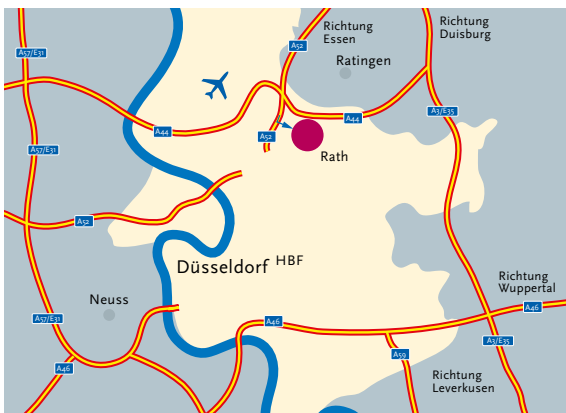 Richtung
Essen
Richtung
Duisburg
A57/E31
A52
Ratingen
A3/E35
A44
A44
A52
Rath
A57/E31
A52
Düsseldorf HBF
Richtung
Wuppertal
Neuss
A57/E31
A46
A46
A3/E35
A46
A59
Richtung
Leverkusen